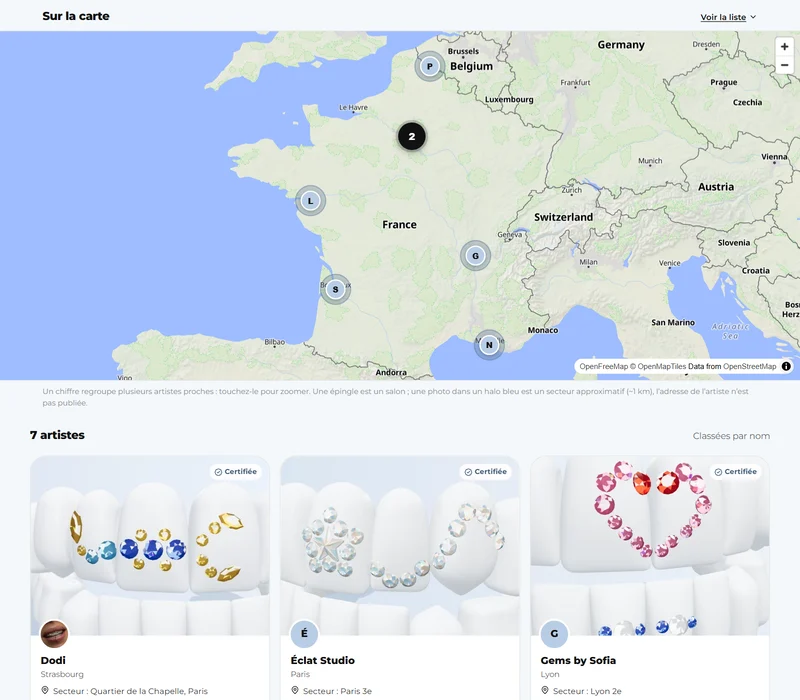 Sur la carte
Voir la liste
Brussels
Belgium
Germany
Dresden
P
Frankfurt
Prague
Luxembourg
Czechia
Le Havre
2
Munich
Vienna
Austria
Zurich
L
France
Switzerland
Geneva
Slovenia
G
Milan
Venice
Croatia
S
San Marino
Adriatic
Sea
Monaco
Bilbao
N
Andorra
OpenFreeMap © OpenMapTiles Data from OpenStreetMap
Un chiffre regroupe plusieurs artistes proches : touchez-le pour zoomer. Une épingle est un salon ; une photo dans un halo bleu est un secteur approximatif (~1 km), l'adresse de l'artiste n'est
pas publiée.
7 artistes
Classées par nom
Certifiée
Certifiée
Certifiée
É
G
Dodi
Éclat Studio
Gems by Sofia
Strasbourg
Paris
Lyon
Secteur : Quartier de la Chapelle, Paris
Secteur : Paris 3e
Secteur : Lyon 2e